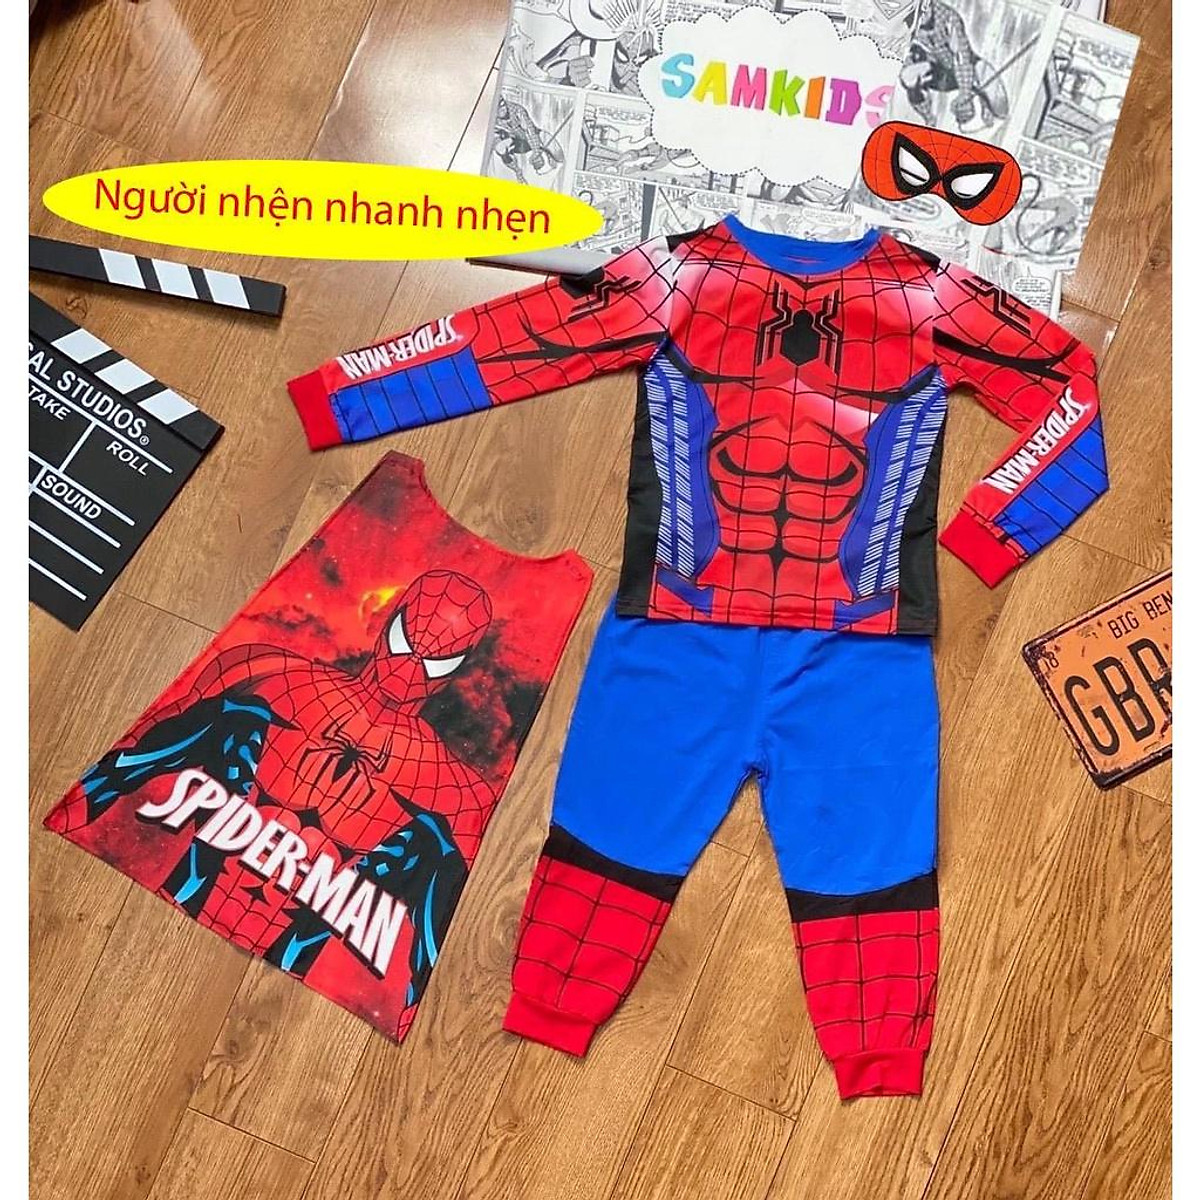 SAMKIDS
Người nhện nhanh nhẹn
SPIDER-MAN
SPIDER-MAN
STUDIOS®
TAKE
ROLL
SOUND
SPIDER-MAN
BIG BEN
GBR